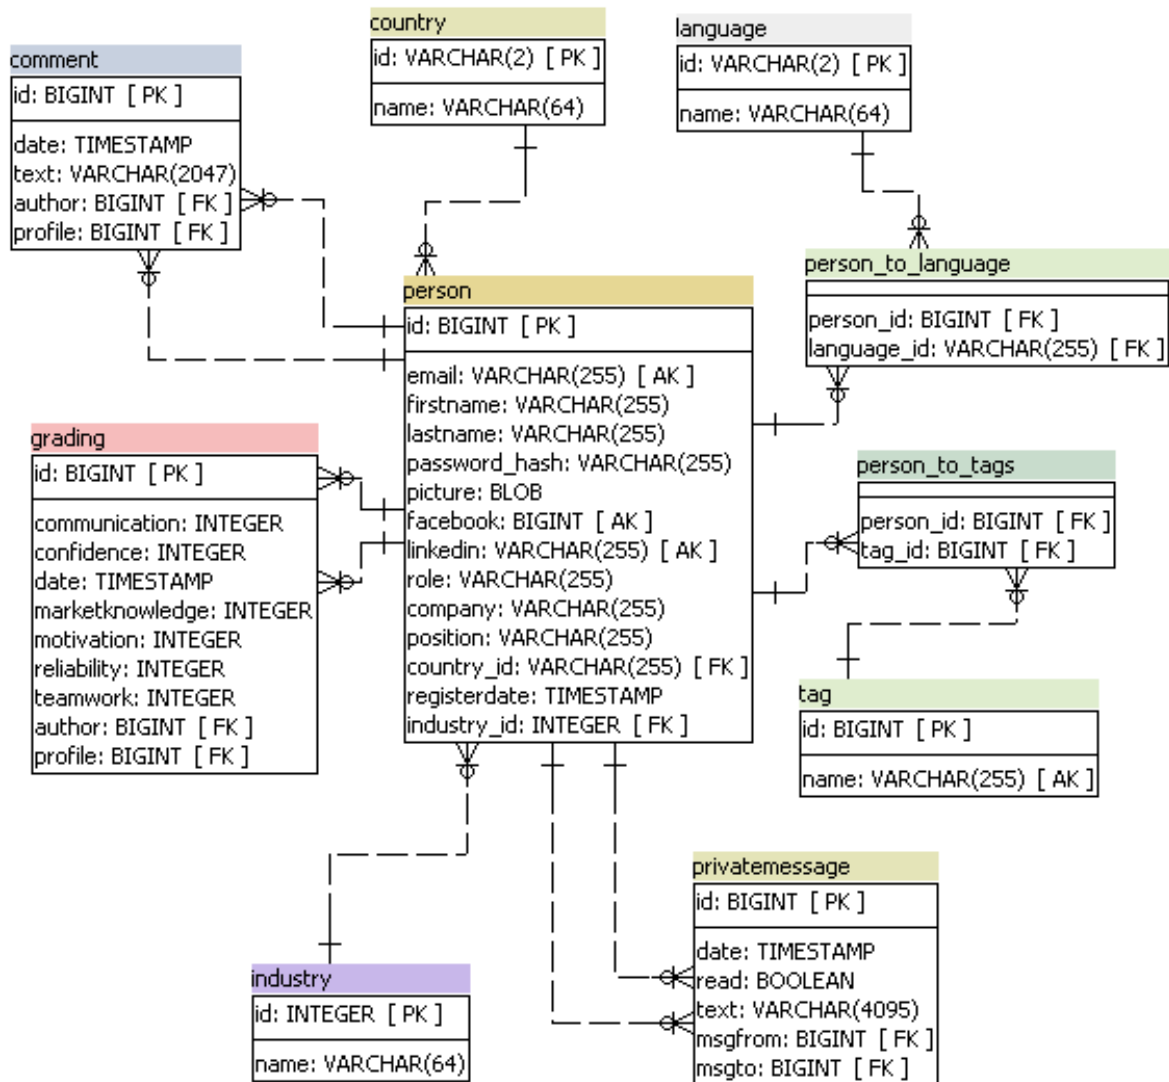 comment
id: BIGINT [ PK ]
date: TIMESTAMP
text: VARCHAR(2047)
author: BIGINT [ FK ]
profile: BIGINT [ FK ]
country
id: VARCHAR(2) [ PK ]
name: VARCHAR(64)
language
id: VARCHAR(2) [ PK ]
name: VARCHAR(64)
person_to_language
person_id: BIGINT [ FK ]
language_id: VARCHAR(255) [ FK ]
person
id: BIGINT [ PK ]
email: VARCHAR(255) [ AK ]
firstname: VARCHAR(255)
lastname: VARCHAR(255)
password_hash: VARCHAR(255)
picture: BLOB
facebook: BIGINT [ AK ]
linkedin: VARCHAR(255) [ AK ]
role: VARCHAR(255)
company: VARCHAR(255)
position: VARCHAR(255)
country_id: VARCHAR(255) [ FK ]
registerdate: TIMESTAMP
industry_id: INTEGER [ FK ]
grading
id: BIGINT [ PK ]
communication: INTEGER
confidence: INTEGER
date: TIMESTAMP
marketknowledge: INTEGER
motivation: INTEGER
reliability: INTEGER
teamwork: INTEGER
author: BIGINT [ FK ]
profile: BIGINT [ FK ]
person_to_tags
person_id: BIGINT [ FK ]
tag_id: BIGINT [ FK ]
tag
id: BIGINT [ PK ]
name: VARCHAR(255) [ AK ]
privatemessage
id: BIGINT [ PK ]
date: TIMESTAMP
read: BOOLEAN
text: VARCHAR(4095)
msgfrom: BIGINT [ FK ]
msgto: BIGINT [ FK ]
industry
id: INTEGER [ PK ]
name: VARCHAR(64)